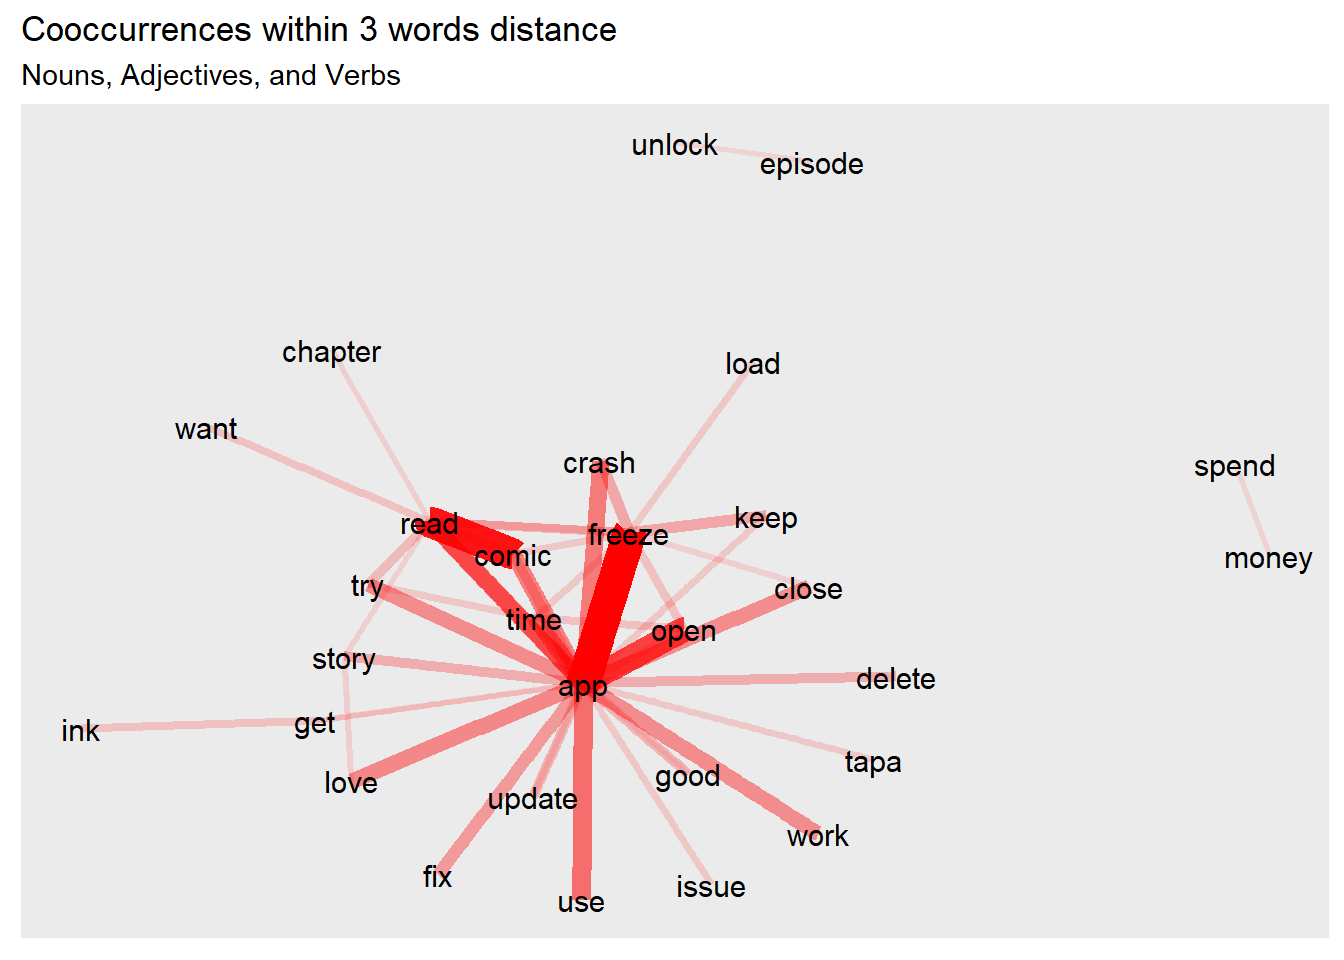 Cooccurrences within 3 words distance
Nouns, Adjectives, and Verbs
unlock
episode
chapter
load
want
crash
spend
read
freeze
keep
comic
money
try
close
time
open
story
app
delete
ink
get
tapa
love
update
good
work
fix
issue
use